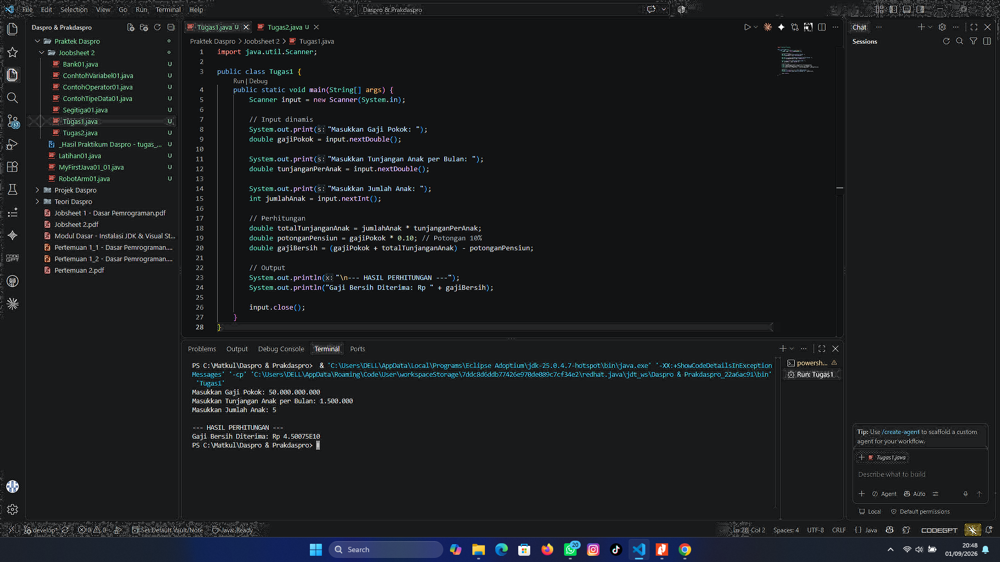 File Edit Selection View Go Run Terminal Help
Daspro & Prakdaspro
Daspro & Prakdaspro
Praktek Daspro
Joobsheet 2
Bank01.java U
ConhtohVariabel01.java U
ContohOperator01.java U
ContohTipeData01.java U
Segitiga01.java U
Tugas1.java U
Tugas2.java U
_Hasil Praktikum Daspro - tugas_... U
Latihan01.java U
MyFirstJava01_01.java U
RobotArm01.java U
Projek Daspro
Teori Daspro
Jobsheet 1 - Dasar Pemrograman.pdf
Jobsheet 2.pdf
Modul Dasar - Instalasi JDK & Visual St...
Pertemuan 1_1 - Dasar Pemrograman....
Pertemuan 1_2 - Dasar Pemrograman....
Pertemuan 2.pdf
17
CODE
GPT
Tugas1.java U
Tugas2.java U
Praktek Daspro > Joobsheet 2 > Tugas1.java
1 import java.util.Scanner;
2
3 public class Tugas1 {
Run | Debug
4 public static void main(String[] args) {
5 Scanner input = new Scanner(System.in);
6
7 // Input dinamis
8 System.out.print(s: "Masukkan Gaji Pokok: ");
9 double gajiPokok = input.nextDouble();
10
11 System.out.print(s: "Masukkan Tunjangan Anak per Bulan: ");
12 double tunjanganPerAnak = input.nextDouble();
13
14 System.out.print(s: "Masukkan Jumlah Anak: ");
15 int jumlahAnak = input.nextInt();
16
17 // Perhitungan
18 double totalTunjanganAnak = jumlahAnak * tunjanganPerAnak;
19 double potonganPensiun = gajiPokok * 0.10; // Potongan 10%
20 double gajiBersih = (gajiPokok + totalTunjanganAnak) - potonganPensiun;
21
22 // Output
23 System.out.println(x: "\n--- HASIL PERHITUNGAN ---");
24 System.out.println("Gaji Bersih Diterima: Rp " + gajiBersih);
25
26 input.close();
27 }
28 }
Problems Output Debug Console Terminal Ports
PS C:\Matkul\Daspro & Prakdaspro> & 'C:\Users\DELL\AppData\Local\Programs\Eclipse Adoptium\jdk-25.0.4.7-hotspot\bin\java.exe' '-XX:+ShowCodeDetailsInException
Messages' '-cp' 'C:\Users\DELL\AppData\Roaming\Code\User\workspaceStorage\7ddc8d6ddb77426e970de089c7cf34e2\redhat.java\jdt_ws\Daspro & Prakdaspro_22a6ac91\bin'
'Tugas1'
Masukkan Gaji Pokok: 50.000.000.000
Masukkan Tunjangan Anak per Bulan: 1.500.000
Masukkan Jumlah Anak: 5
--- HASIL PERHITUNGAN ---
Gaji Bersih Diterima: Rp 4.50075E10
PS C:\Matkul\Daspro & Prakdaspro>
powersh...
Run: Tugas1
Chat
Sessions
Tip: Use /create-agent to scaffold a custom
agent for your workflow.
Tugas1.java
Describe what to build
Agent Auto
Local Default permissions
develop* 0 0 Set Default Vault/Note Java: Ready
Ln 28, Col 2 Spaces: 4 UTF-8 CRLF { } Java CODEGPT
Search
20
20:48
01/09/2026